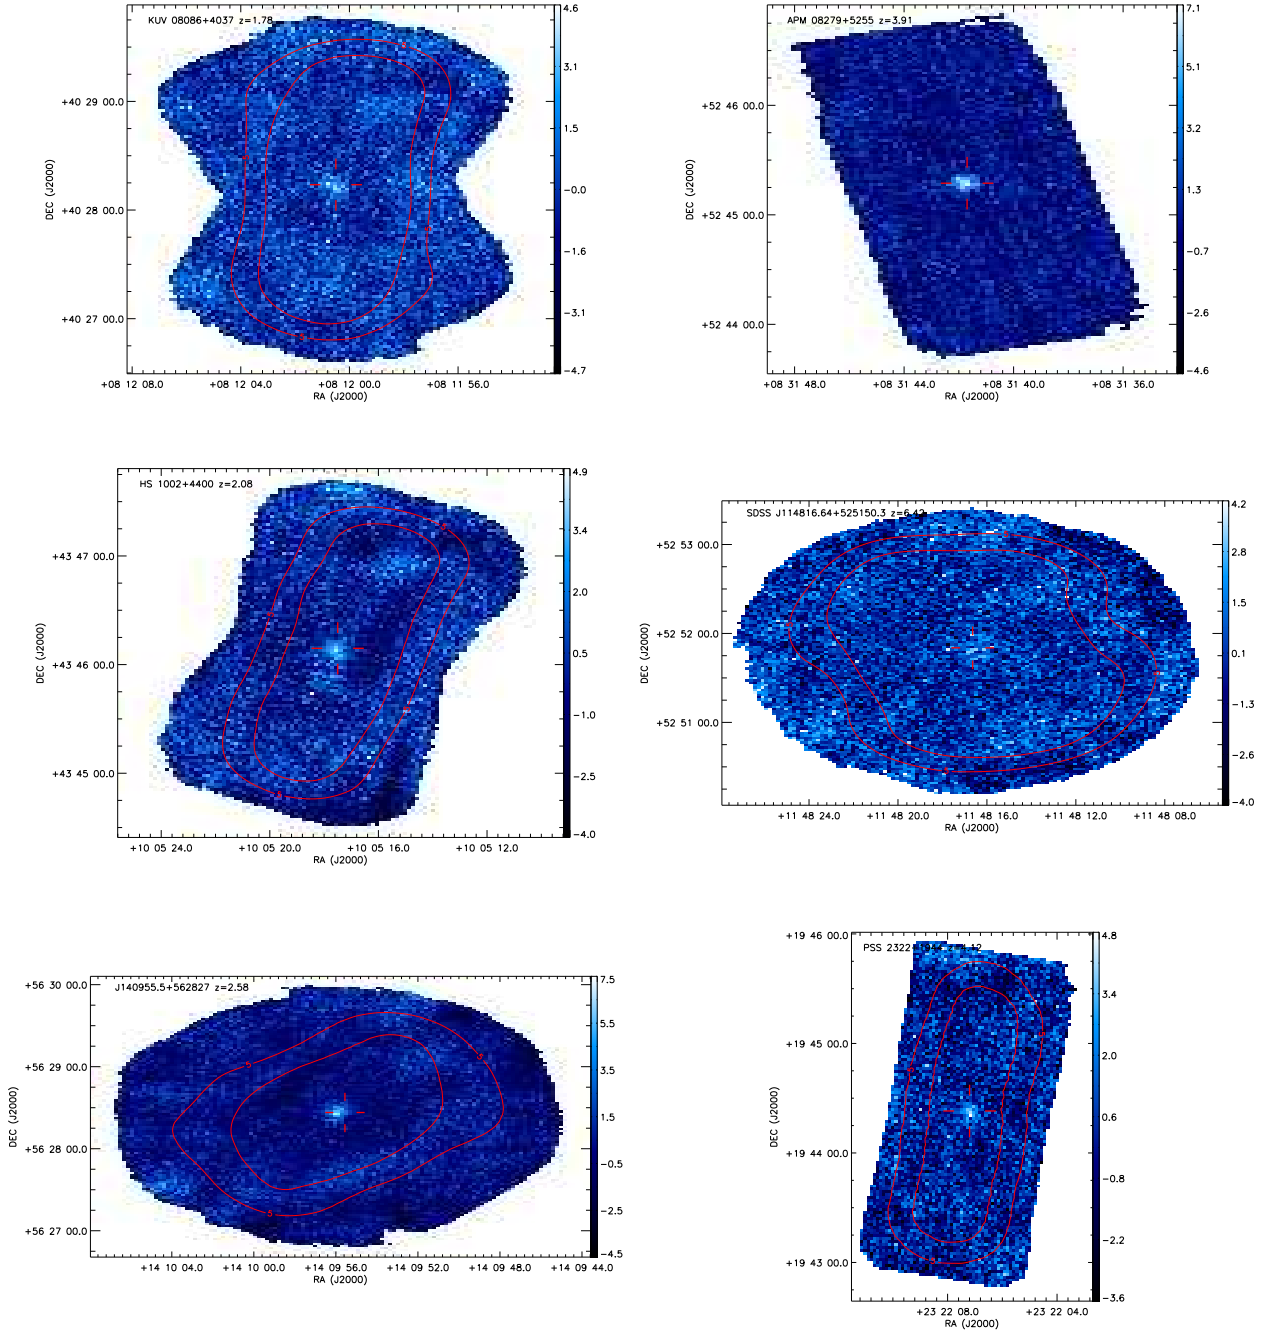 KUV 08086+4037 z=1.78
4.6
3.1
1.5
−0.0
−1.6
−3.1
−4.7
+40 29 00.0
+40 28 00.0
+40 27 00.0
DEC (J2000)
+08 12 08.0 +08 12 04.0 +08 12 00.0 +08 11 56.0
RA (J2000)
APM 08279+5255 z=3.91
7.1
5.1
3.2
1.3
−0.7
−2.6
−4.6
+52 46 00.0
+52 45 00.0
+52 44 00.0
DEC (J2000)
+08 31 48.0 +08 31 44.0 +08 31 40.0 +08 31 36.0
RA (J2000)
HS 1002+4400 z=2.08
4.9
3.4
2.0
0.5
−1.0
−2.5
−4.0
+43 47 00.0
+43 46 00.0
+43 45 00.0
DEC (J2000)
+10 05 24.0 +10 05 20.0 +10 05 16.0 +10 05 12.0
RA (J2000)
SDSS J114816.64+525150.3 z=6.42
4.2
2.8
1.5
0.1
−1.3
−2.6
−4.0
+52 53 00.0
+52 52 00.0
+52 51 00.0
DEC (J2000)
+11 48 24.0 +11 48 20.0 +11 48 16.0 +11 48 12.0 +11 48 08.0
RA (J2000)
J140955.5+562827 z=2.58
7.5
5.5
3.5
1.5
−0.5
−2.5
−4.5
+56 30 00.0
+56 29 00.0
+56 28 00.0
+56 27 00.0
DEC (J2000)
+14 10 04.0 +14 10 00.0 +14 09 56.0 +14 09 52.0 +14 09 48.0 +14 09 44.0
RA (J2000)
PSS 2322+1944 z=4.12
4.8
3.4
2.0
0.6
−0.8
−2.2
−3.6
+19 46 00.0
+19 45 00.0
+19 44 00.0
+19 43 00.0
DEC (J2000)
+23 22 08.0 +23 22 04.0
RA (J2000)